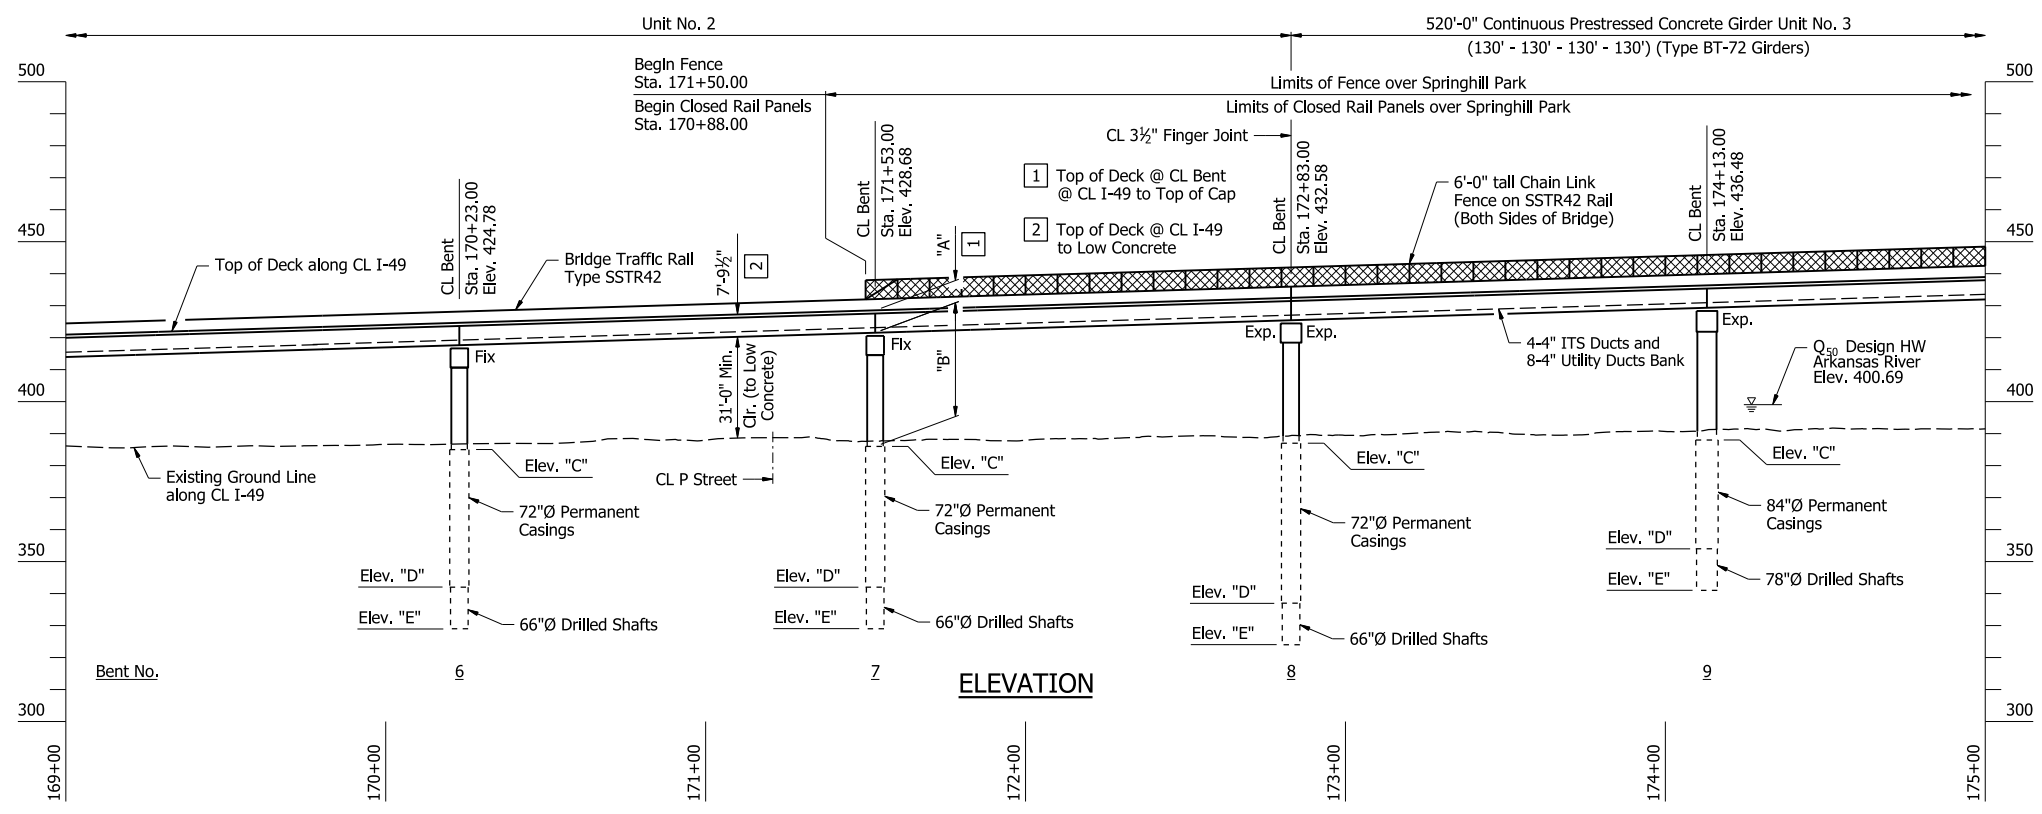 Unit No. 2
520'-0" Continuous Prestressed Concrete Girder Unit No. 3
(130' - 130' - 130' - 130') (Type BT-72 Girders)
Begin Fence
Sta. 171+50.00
Begin Closed Rail Panels
Sta. 170+88.00
Limits of Fence over Springhill Park
Limits of Closed Rail Panels over Springhill Park
CL 3½" Finger Joint
500
450
400
350
300
500
450
400
350
300
CL Bent
Sta. 170+23.00
Elev. 424.78
CL Bent
Sta. 171+53.00
Elev. 428.68
CL Bent
Sta. 172+83.00
Elev. 432.58
CL Bent
Sta. 174+13.00
Elev. 436.48
1 Top of Deck @ CL Bent
@ CL I-49 to Top of Cap
2 Top of Deck @ CL I-49
to Low Concrete
6'-0" tall Chain Link
Fence on SSTR42 Rail
(Both Sides of Bridge)
Top of Deck along CL I-49
Bridge Traffic Rail
Type SSTR42
7'-9½"
2
"A"
1
"B"
31'-0" Min.
Clr. (to Low
Concrete)
Fix
Fix
Exp.
Exp.
Exp.
4-4" ITS Ducts and
8-4" Utility Ducts Bank
Q50 Design HW
Arkansas River
Elev. 400.69
Existing Ground Line
along CL I-49
CL P Street
Elev. "C"
Elev. "C"
Elev. "C"
Elev. "C"
72"Ø Permanent
Casings
72"Ø Permanent
Casings
72"Ø Permanent
Casings
84"Ø Permanent
Casings
Elev. "D"
Elev. "D"
Elev. "D"
Elev. "D"
Elev. "E"
Elev. "E"
Elev. "E"
Elev. "E"
66"Ø Drilled Shafts
66"Ø Drilled Shafts
66"Ø Drilled Shafts
78"Ø Drilled Shafts
Bent No.
6
7
8
9
ELEVATION
169+00
170+00
171+00
172+00
173+00
174+00
175+00